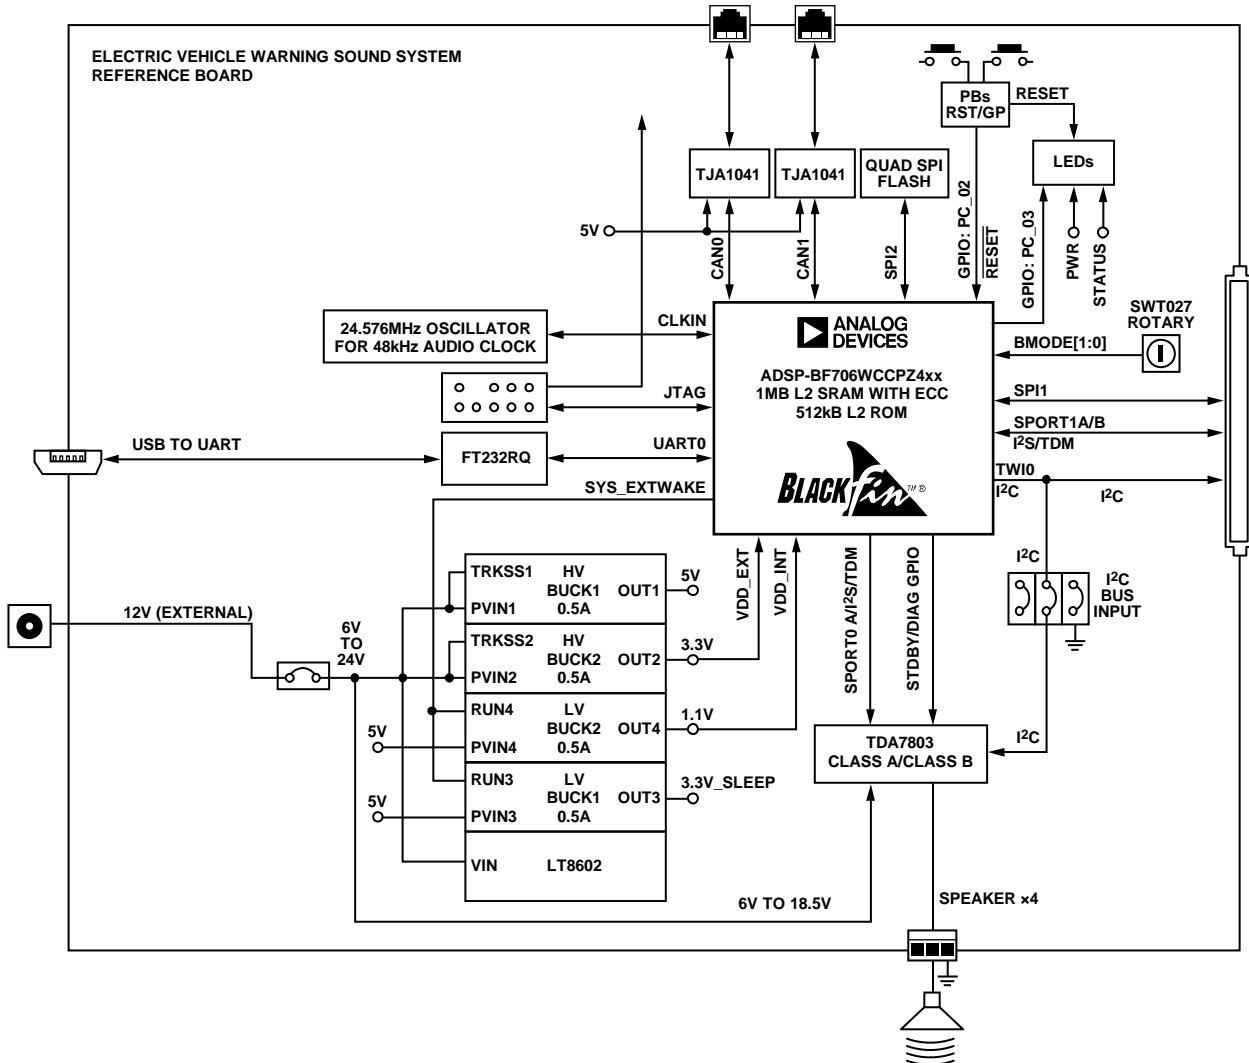 ELECTRIC VEHICLE WARNING SOUND SYSTEM
REFERENCE BOARD
PBs
RST/GP
RESET
LEDs
TJA1041
TJA1041
QUAD SPI
FLASH
5V
CAN0
CAN1
SPI2
GPIO: PC_02
RESET
GPIO: PC_03
PWR
STATUS
SWT027
ROTARY
24.576MHz OSCILLATOR
FOR 48kHz AUDIO CLOCK
CLKIN
ANALOG
DEVICES
BMODE[1:0]
ADSP-BF706WCCPZ4xx
1MB L2 SRAM WITH ECC
512kB L2 ROM
JTAG
SPI1
SPORT1A/B
I2S/TDM
USB TO UART
FT232RQ
UART0
TWI0
I2C
I2C
SYS_EXTWAKE
BLACKfin™®
VDD_EXT
VDD_INT
SPORT0 A/I2S/TDM
STDBY/DIAG GPIO
I2C
I2C
BUS
INPUT
12V (EXTERNAL)
6V
TO
24V
TRKSS1
HV
BUCK1
0.5A
OUT1
5V
PVIN1
TRKSS2
HV
BUCK2
0.5A
OUT2
3.3V
PVIN2
RUN4
LV
BUCK2
0.5A
OUT4
1.1V
5V
PVIN4
RUN3
LV
BUCK1
0.5A
OUT3
3.3V_SLEEP
5V
PVIN3
VIN
LT8602
TDA7803
CLASS A/CLASS B
I2C
6V TO 18.5V
SPEAKER ×4